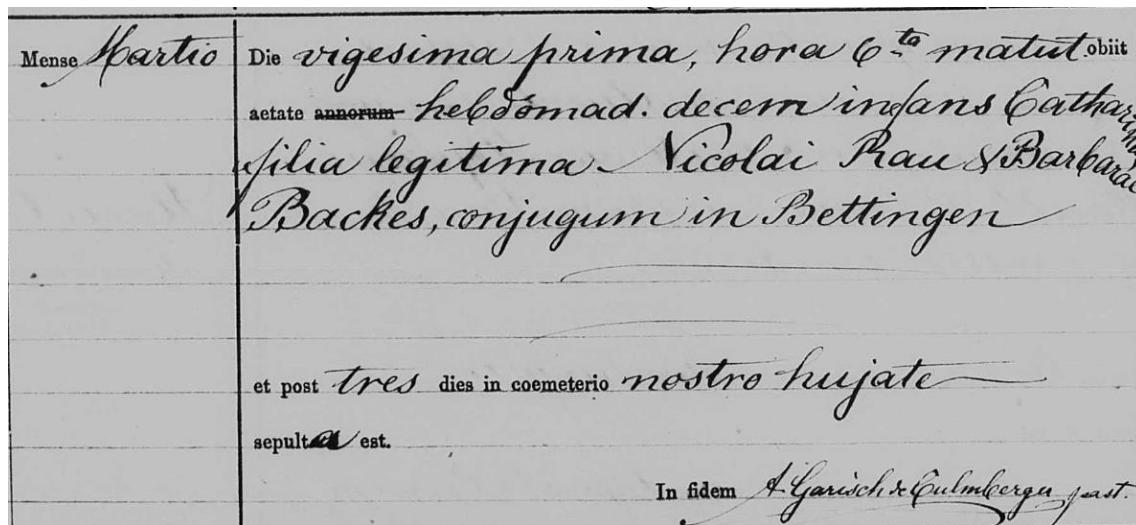 Mense Martio
Die vigesima prima, hora 6ta matut. obiit
aetate annorum hebdomad. decem infans Catharina
filia legitima Nicolai Rau & Barbarae
Backes, conjugum in Bettingen
et post tres dies in coemeterio nostro hujate
sepulta est.
In fidem A. Garisch de Culmberger past.